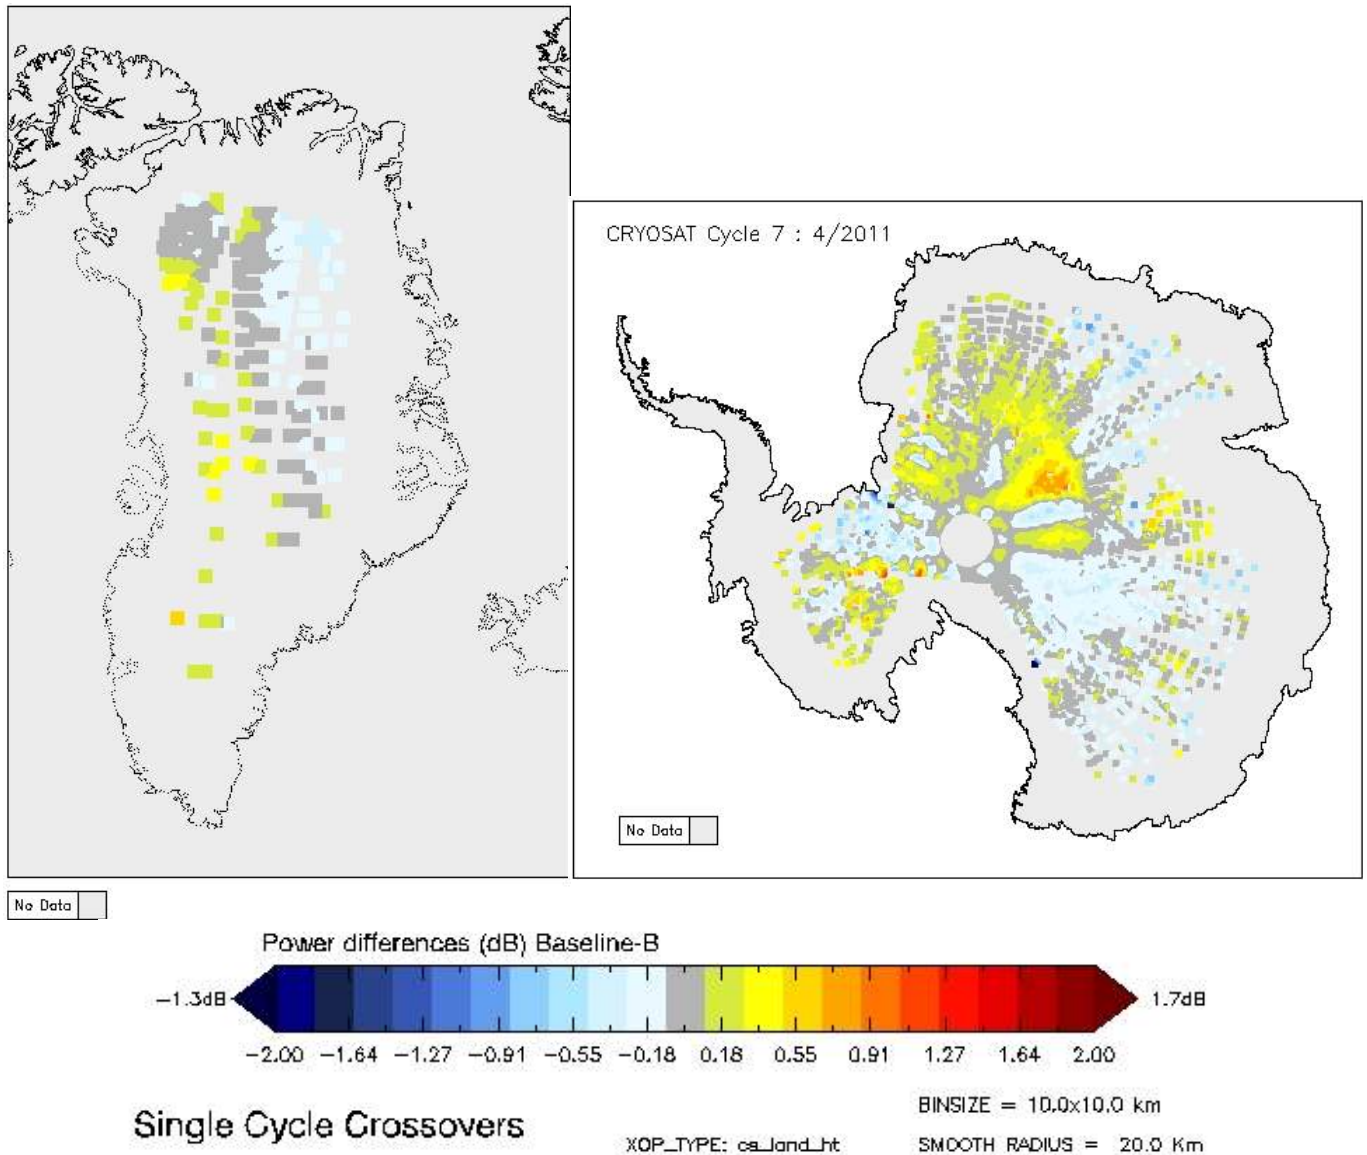 CRYOSAT Cycle 7 : 4/2011
No Data
No Data
Power differences (dB) Baseline-B
−1.3dB
1.7dB
−2.00 −1.64 −1.27 −0.91 −0.55 −0.18 0.18 0.55 0.91 1.27 1.64 2.00
Single Cycle Crossovers
BINSIZE = 10.0x10.0 km
XOP_TYPE: cs_land_ht
SMOOTH RADIUS = 20.0 Km